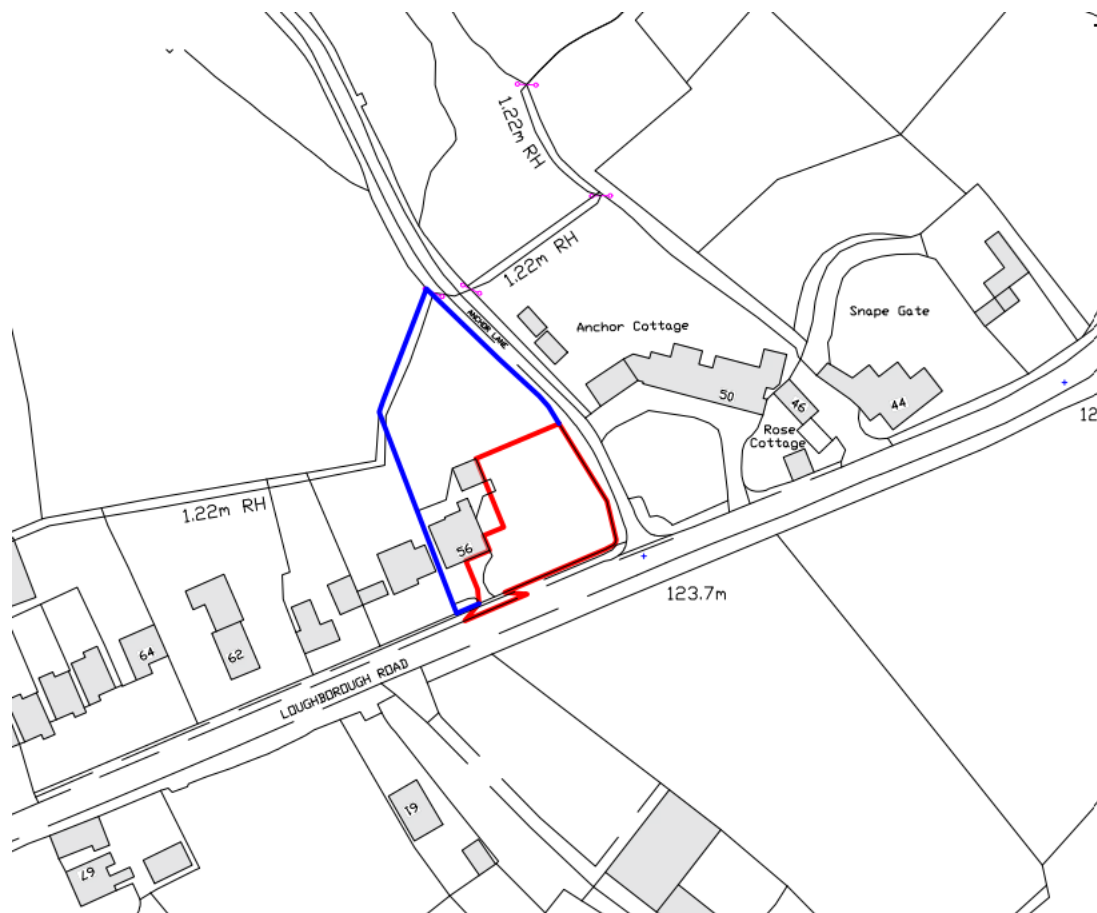 1.22m RH
1.22m RH
Anchor Cottage
ANCHOR LANE
Snape Gate
50
46
44
Rose
Cottage
1.22m RH
56
123.7m
12
64
62
LOUGHBOROUGH ROAD
61
67